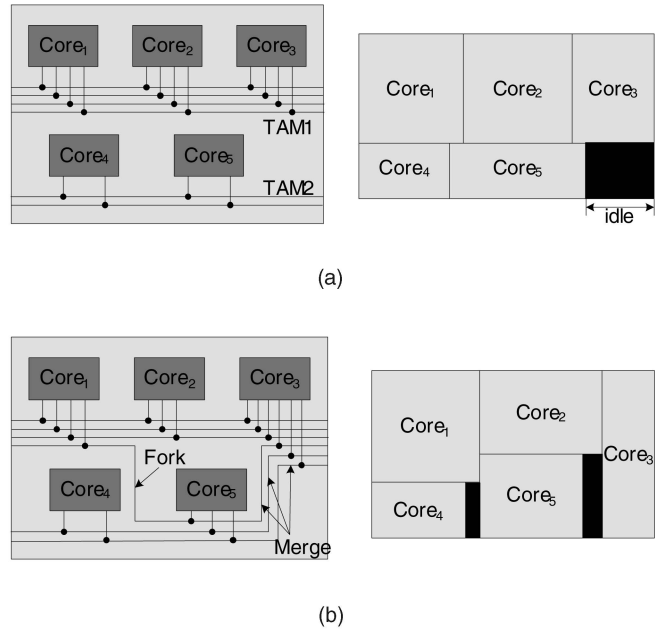 Core₁
Core₂
Core₃
TAM1
Core₄
Core₅
TAM2
Core₁
Core₂
Core₃
Core₄
Core₅
idle
(a)
Core₁
Core₂
Core₃
Fork
Core₄
Core₅
Merge
Core₁
Core₂
Core₃
Core₄
Core₅
(b)